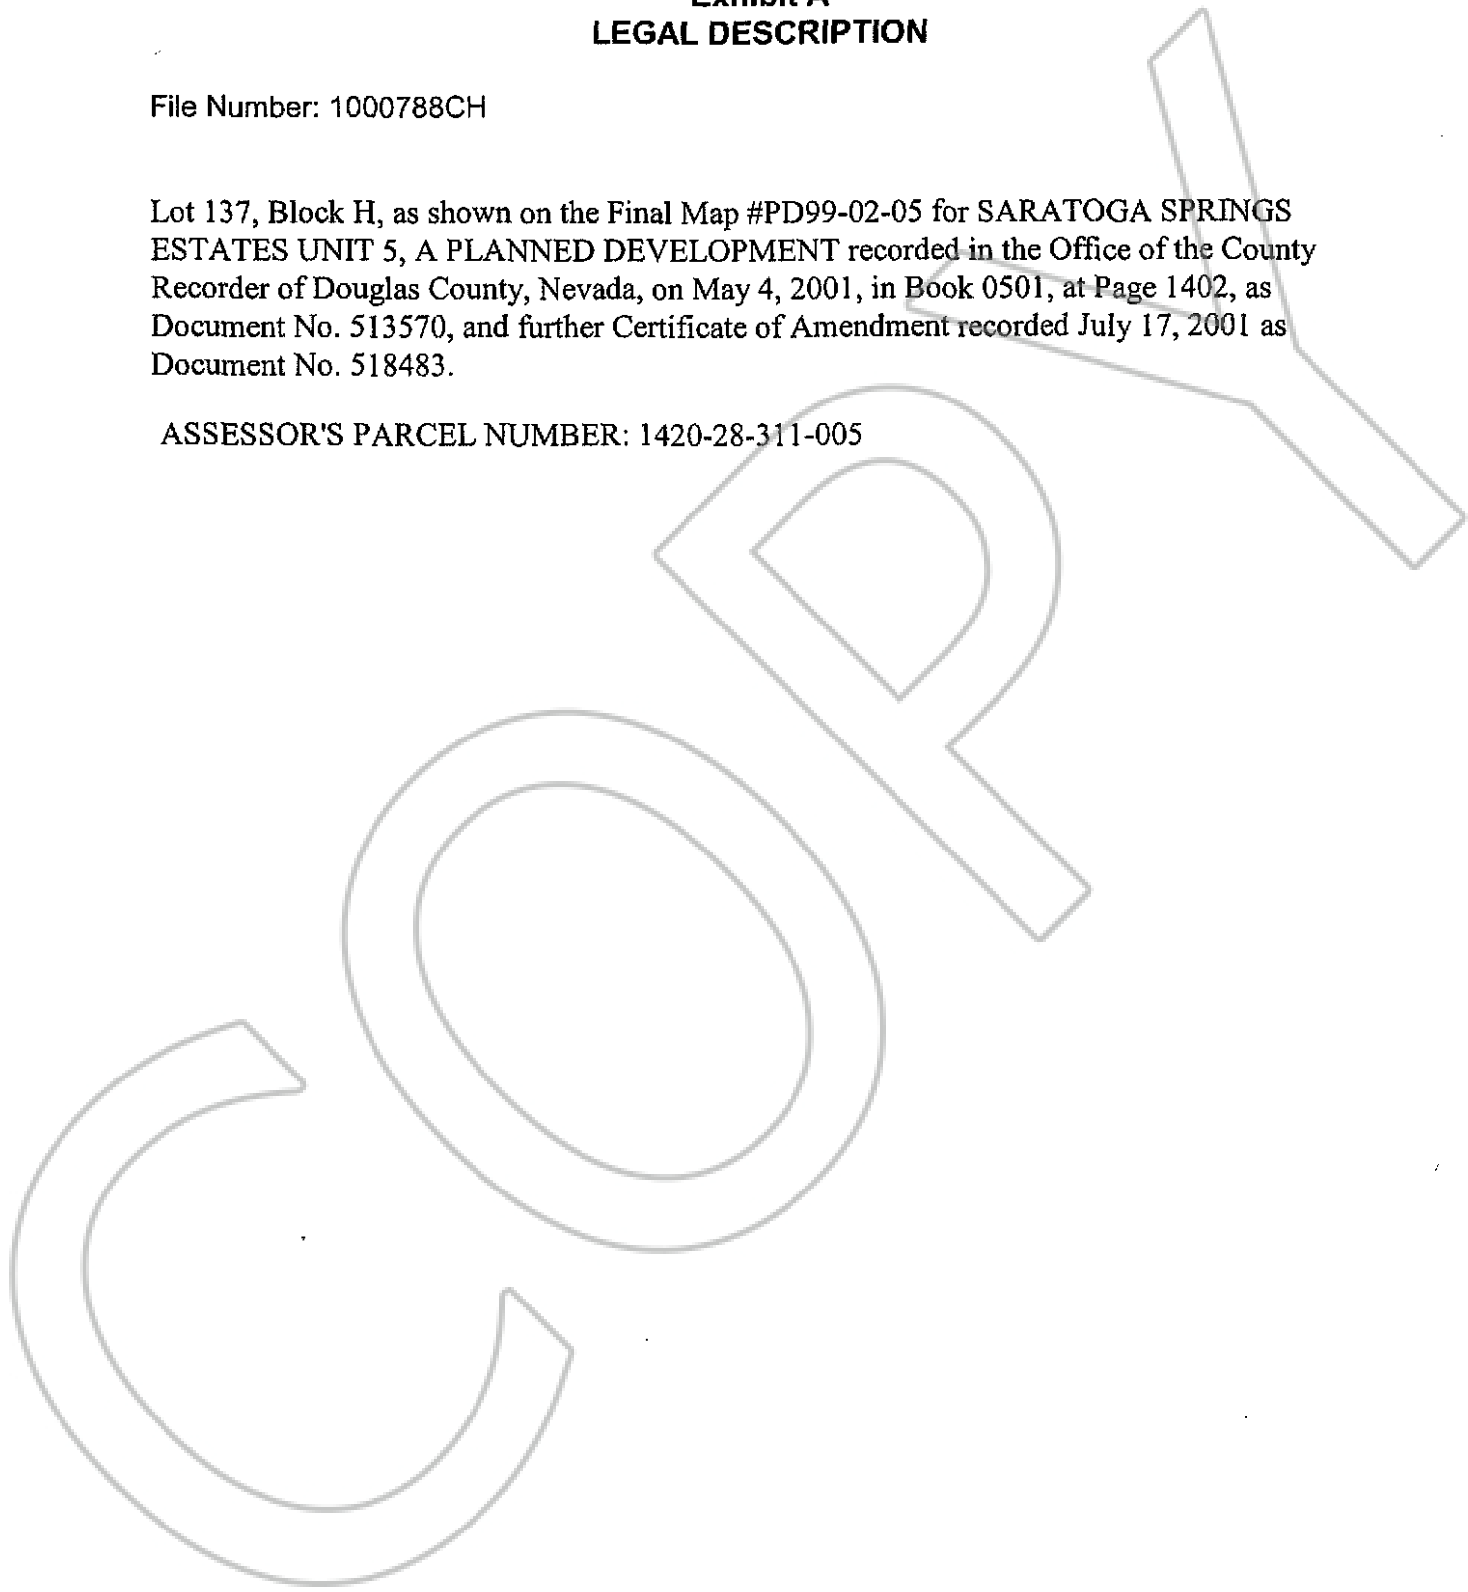 Exhibit A
LEGAL DESCRIPTION
File Number: 1000788CH
Lot 137, Block H, as shown on the Final Map #PD99-02-05 for SARATOGA SPRINGS
ESTATES UNIT 5, A PLANNED DEVELOPMENT recorded in the Office of the County
Recorder of Douglas County, Nevada, on May 4, 2001, in Book 0501, at Page 1402, as
Document No. 513570, and further Certificate of Amendment recorded July 17, 2001 as
Document No. 518483.
ASSESSOR'S PARCEL NUMBER: 1420-28-311-005
COPY